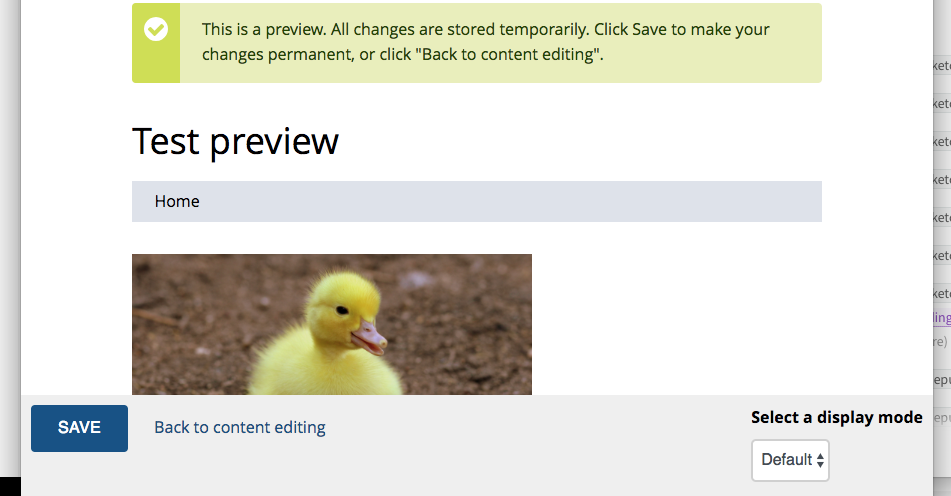 This is a preview. All changes are stored temporarily. Click Save to make your
changes permanent, or click "Back to content editing".
Test preview
Home
SAVE
Back to content editing
Select a display mode
Default